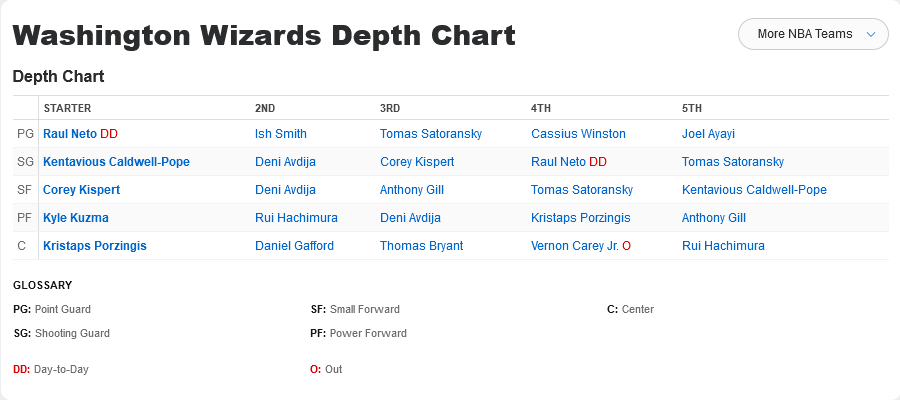 Washington Wizards Depth Chart
More NBA Teams
Depth Chart
STARTER 2ND 3RD 4TH 5TH
PG Raul Neto DD Ish Smith Tomas Satoransky Cassius Winston Joel Ayayi
SG Kentavious Caldwell-Pope Deni Avdija Corey Kispert Raul Neto DD Tomas Satoransky
SF Corey Kispert Deni Avdija Anthony Gill Tomas Satoransky Kentavious Caldwell-Pope
PF Kyle Kuzma Rui Hachimura Deni Avdija Kristaps Porzingis Anthony Gill
C Kristaps Porzingis Daniel Gafford Thomas Bryant Vernon Carey Jr. O Rui Hachimura
GLOSSARY
PG: Point Guard SF: Small Forward C: Center
SG: Shooting Guard PF: Power Forward
DD: Day-to-Day O: Out